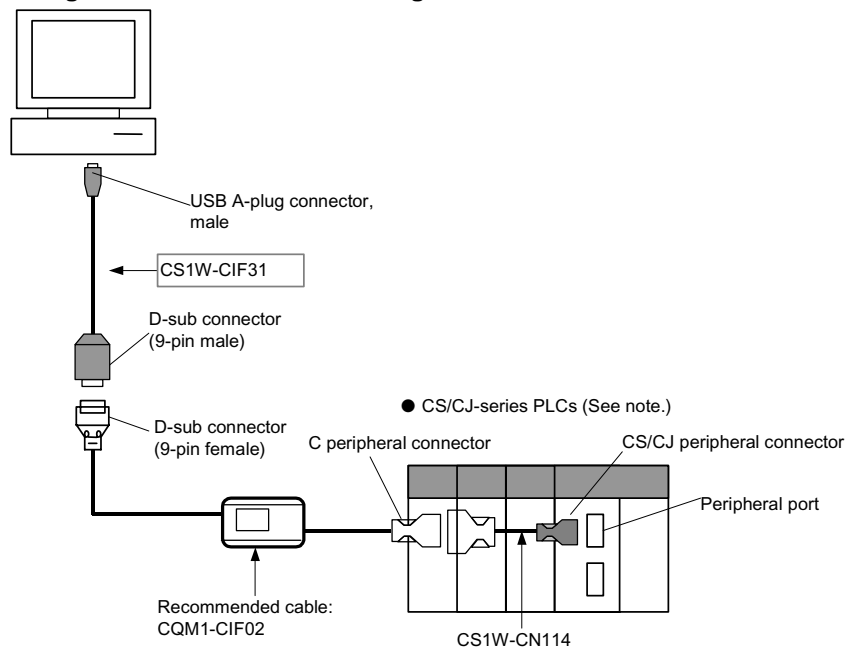 USB A-plug connector,
male
CS1W-CIF31
D-sub connector
(9-pin male)
● CS/CJ-series PLCs (See note.)
D-sub connector
(9-pin female)
C peripheral connector
CS/CJ peripheral connector
Peripheral port
Recommended cable:
CQM1-CIF02
CS1W-CN114